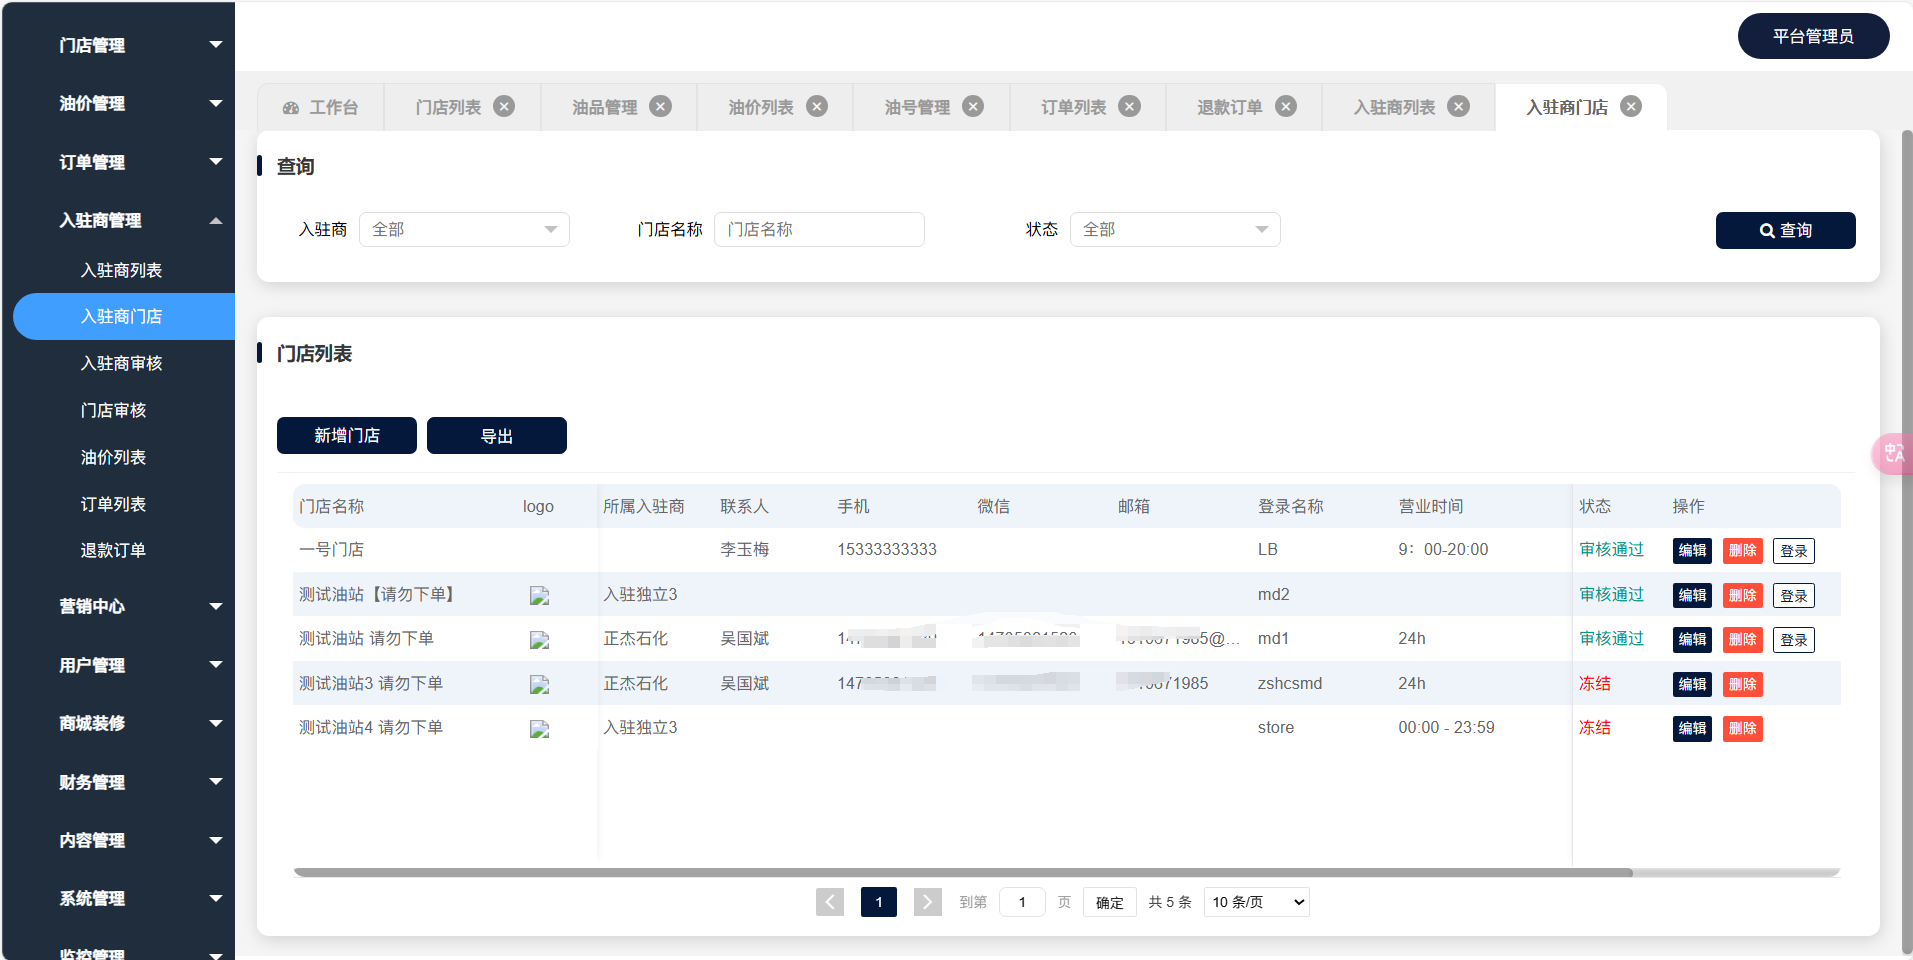 平台管理员
门店管理
油价管理
订单管理
入驻商管理
入驻商列表
入驻商门店
入驻商审核
门店审核
油价列表
订单列表
退款订单
营销中心
用户管理
商城装修
财务管理
内容管理
系统管理
监控管理
工作台 门店列表 油品管理 油价列表 油号管理 订单列表 退款订单 入驻商列表 入驻商门店
查询
入驻商 全部 门店名称 门店名称 状态 全部 查询
门店列表
新增门店 导出
门店名称 logo 所属入驻商 联系人 手机 微信 邮箱 登录名称 营业时间 状态 操作
一号门店 李玉梅 15333333333 LB 9：00-20:00 审核通过 编辑 删除 登录
测试油站【请勿下单】 入驻独立3 md2 审核通过 编辑 删除 登录
测试油站 请勿下单 正杰石化 吴国斌 md1 24h 审核通过 编辑 删除 登录
测试油站3 请勿下单 正杰石化 吴国斌 zshcsmd 24h 冻结 编辑 删除
测试油站4 请勿下单 入驻独立3 store 00:00 - 23:59 冻结 编辑 删除
1 到第 1 页 确定 共 5 条 10 条/页